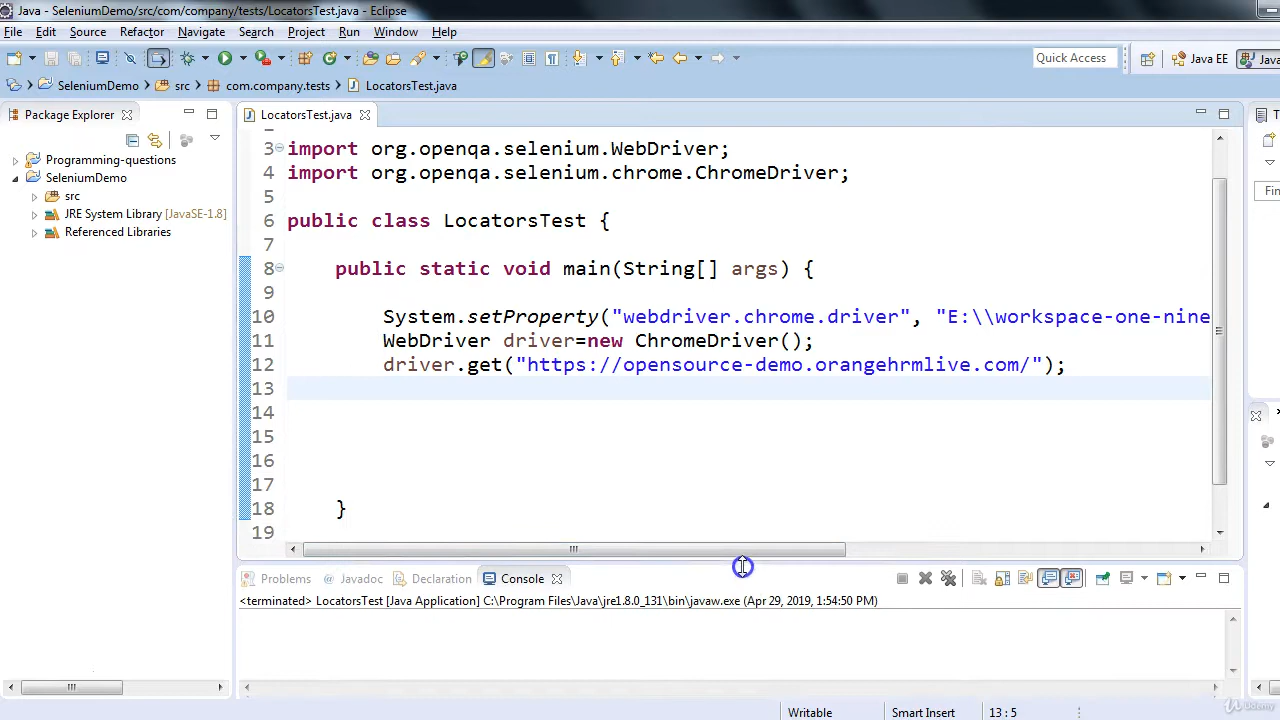 Java - SeleniumDemo/src/com/company/tests/LocatorsTest.java - Eclipse
File Edit Source Refactor Navigate Search Project Run Window Help
Quick Access
Java EE
Java
SeleniumDemo src com.company.tests LocatorsTest.java
Package Explorer
Programming-questions
SeleniumDemo
src
JRE System Library [JavaSE-1.8]
Referenced Libraries
LocatorsTest.java
3 import org.openqa.selenium.WebDriver;
4 import org.openqa.selenium.chrome.ChromeDriver;
5
6 public class LocatorsTest {
7
8 public static void main(String[] args) {
9
10 System.setProperty("webdriver.chrome.driver", "E:\\workspace-one-nine
11 WebDriver driver=new ChromeDriver();
12 driver.get("https://opensource-demo.orangehrmlive.com/");
13
14
15
16
17
18 }
19
T
Fin
Problems @ Javadoc Declaration Console
<terminated> LocatorsTest [Java Application] C:\Program Files\Java\jre1.8.0_131\bin\javaw.exe (Apr 29, 2019, 1:54:50 PM)
Writable Smart Insert 13 : 5
Udemy